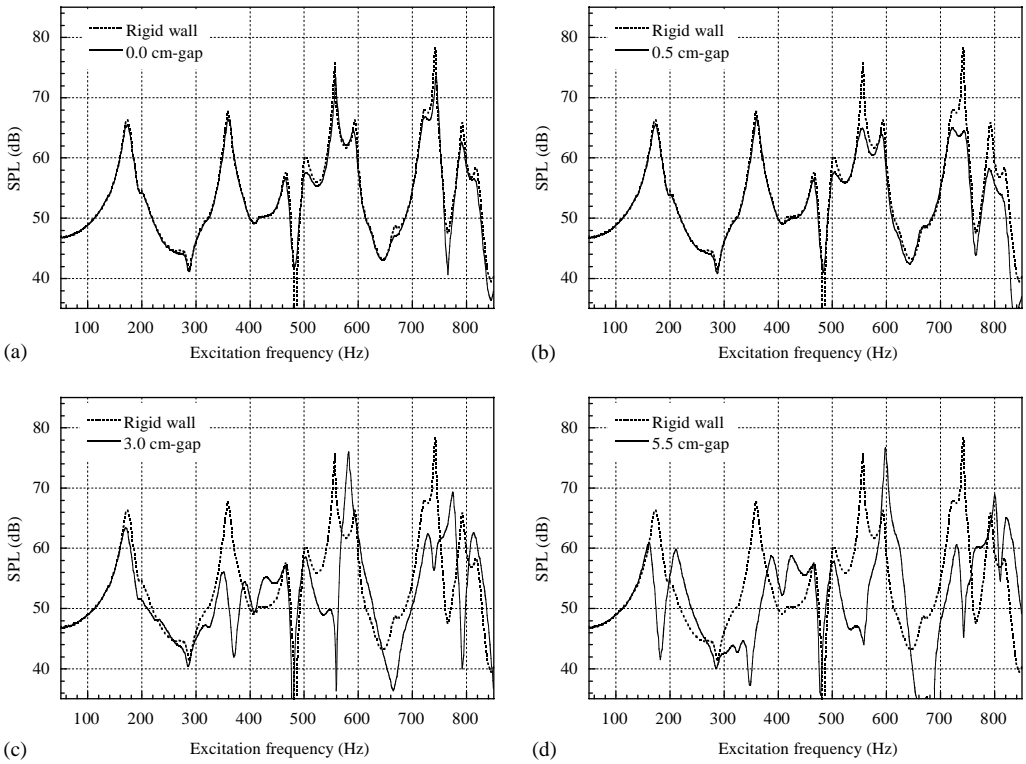 80
70
60
50
40
SPL (dB)
Rigid wall
0.0 cm-gap
100 200 300 400 500 600 700 800
Excitation frequency (Hz)
(a)
80
70
60
50
40
SPL (dB)
Rigid wall
0.5 cm-gap
100 200 300 400 500 600 700 800
Excitation frequency (Hz)
(b)
80
70
60
50
40
SPL (dB)
Rigid wall
3.0 cm-gap
100 200 300 400 500 600 700 800
Excitation frequency (Hz)
(c)
80
70
60
50
40
SPL (dB)
Rigid wall
5.5 cm-gap
100 200 300 400 500 600 700 800
Excitation frequency (Hz)
(d)